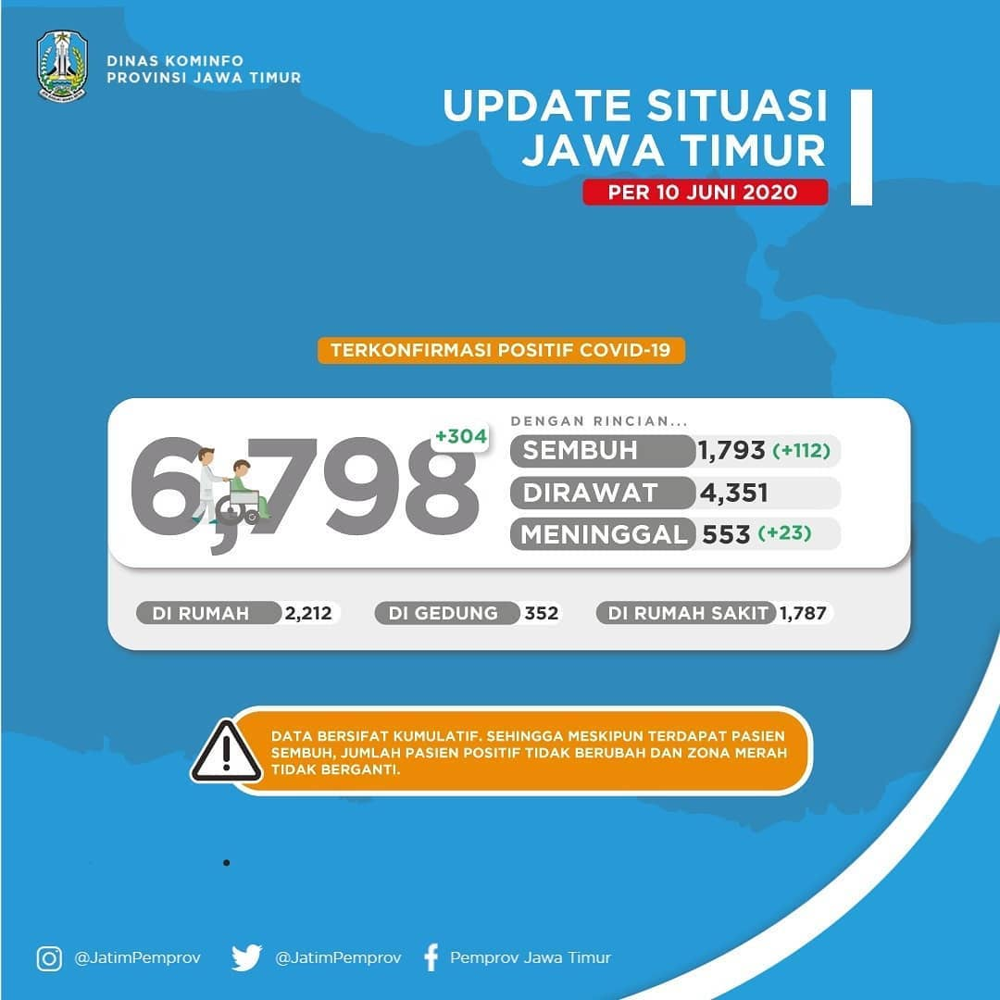 DINAS KOMINFO
PROVINSI JAWA TIMUR
UPDATE SITUASI
JAWA TIMUR
PER 10 JUNI 2020
TERKONFIRMASI POSITIF COVID-19
6,798
+304
DENGAN RINCIAN...
SEMBUH 1,793 (+112)
DIRAWAT 4,351
MENINGGAL 553 (+23)
DI RUMAH 2,212 DI GEDUNG 352 DI RUMAH SAKIT 1,787
DATA BERSIFAT KUMULATIF. SEHINGGA MESKIPUN TERDAPAT PASIEN
SEMBUH, JUMLAH PASIEN POSITIF TIDAK BERUBAH DAN ZONA MERAH
TIDAK BERGANTI.
@JatimPemprov @JatimPemprov Pemprov Jawa Timur